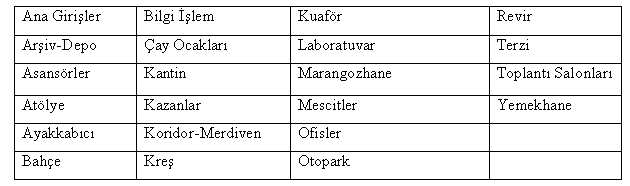 Ana Girişler Bilgi İşlem Kuaför Revir
Arşiv-Depo Çay Ocakları Laboratuvar Terzi
Asansörler Kantin Marangozhane Toplantı Salonları
Atölye Kazanlar Mescitler Yemekhane
Ayakkabıcı Koridor-Merdiven Ofisler
Bahçe Kreş Otopark